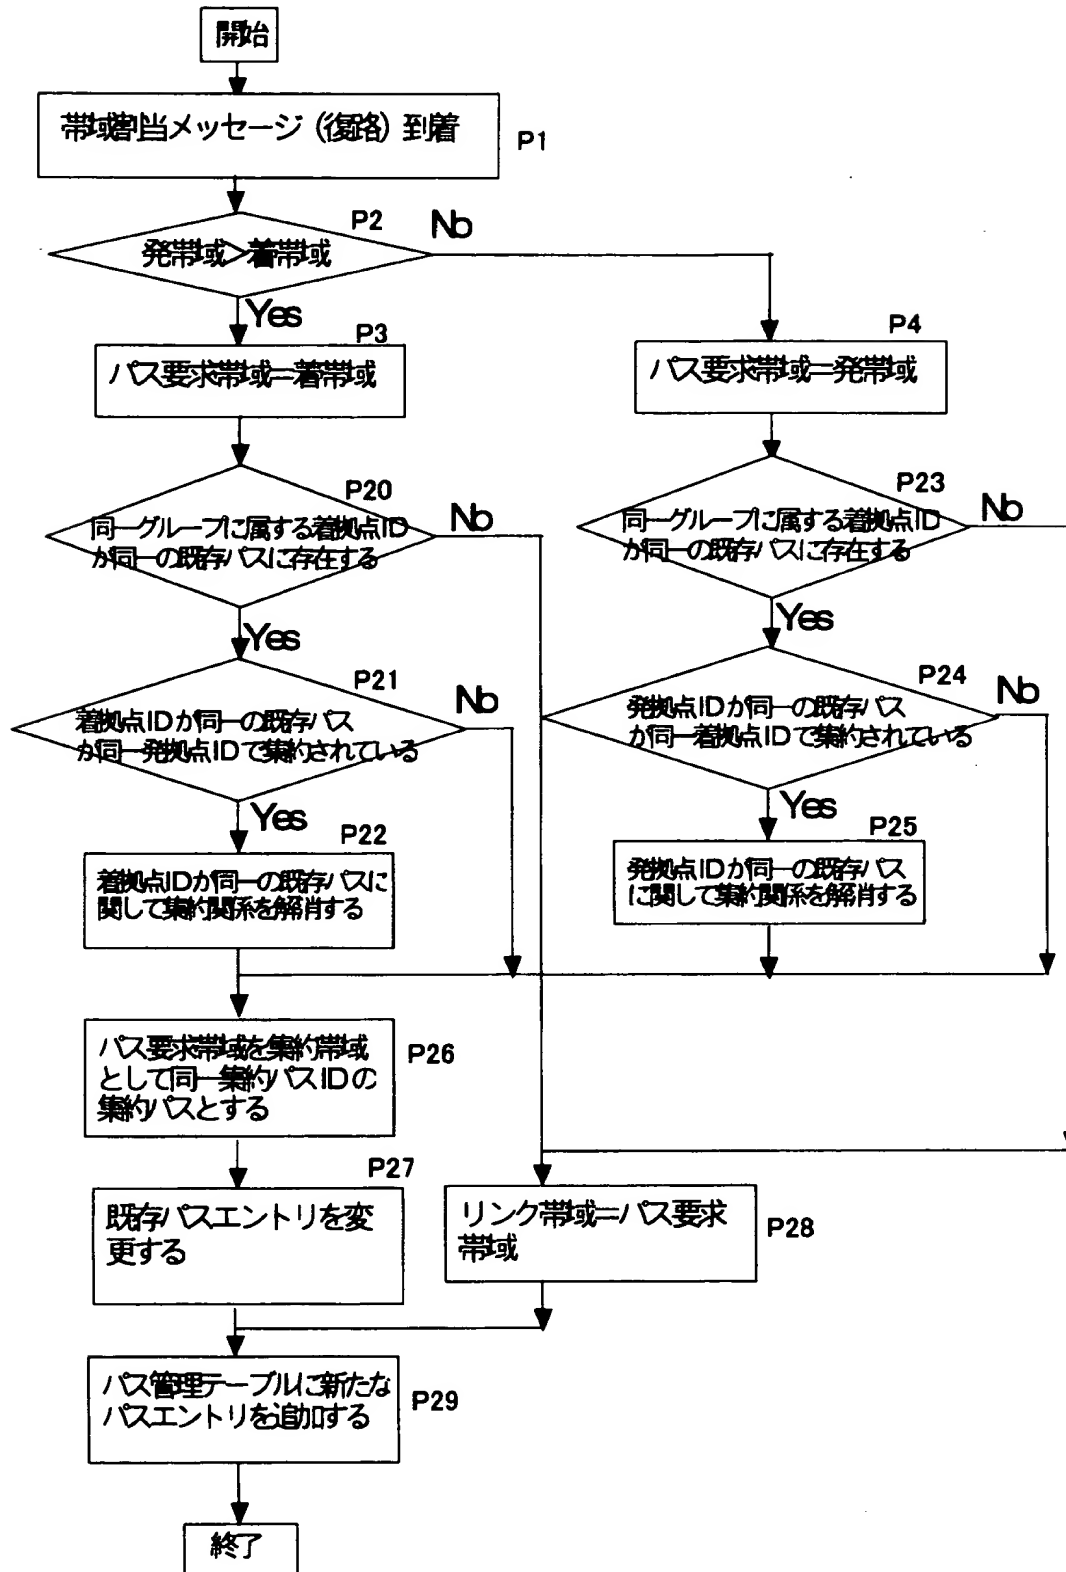 開始
帯域割当メッセージ（復路）到着
P1
P2
No
発帯域＞着帯域
Yes
P3
パス要求帯域＝着帯域
P4
パス要求帯域＝発帯域
P20
No
同一グループに属する着拠点ID
が同一の既存パスに存在する
Yes
P23
No
同一グループに属する着拠点ID
が同一の既存パスに存在する
Yes
P21
No
着拠点IDが同一の既存パス
が同一発拠点IDで集約されている
Yes
P24
No
発拠点IDが同一の既存パス
が同一着拠点IDで集約されている
Yes
P22
着拠点IDが同一の既存パスに
関して集約関係を解消する
P25
発拠点IDが同一の既存パス
に関して集約関係を解消する
パス要求帯域を集約帯域
として同一集約パスIDの
集約パスとする
P26
P27
既存パスエントリを変
更する
リンク帯域＝パス要求
帯域
P28
パス管理テーブルに新たな
パスエントリを追加する
P29
終了